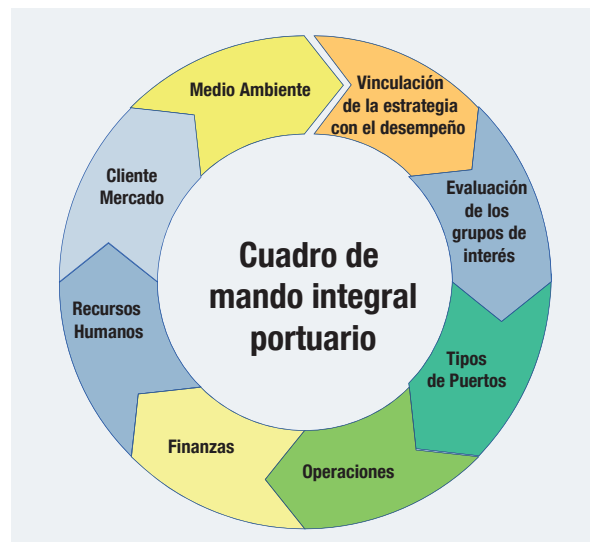 Medio Ambiente
Vinculación
de la estrategia
con el desempeño
Evaluación
de los
grupos de
interés
Tipos
de Puertos
Operaciones
Finanzas
Recursos
Humanos
Cliente
Mercado
Cuadro de
mando integral
portuario